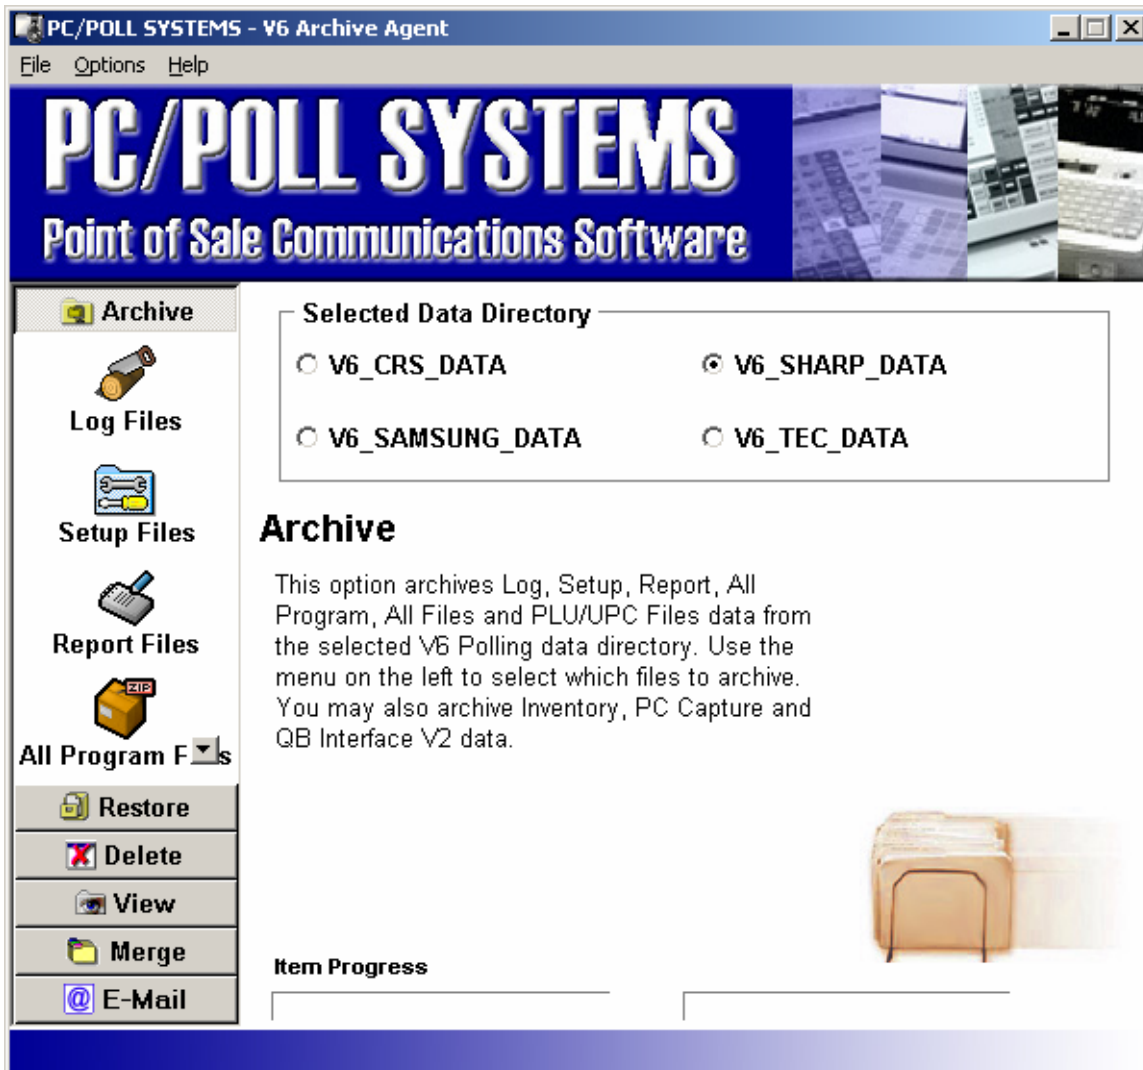 PC/POLL SYSTEMS - V6 Archive Agent
File Options Help
PC/POLL SYSTEMS
Point of Sale Communications Software
Archive
Log Files
Setup Files
Report Files
ZIP
All Program F s
Restore
Delete
View
Merge
@ E-Mail
Selected Data Directory
V6_CRS_DATA
V6_SHARP_DATA
V6_SAMSUNG_DATA
V6_TEC_DATA
Archive
This option archives Log, Setup, Report, All
Program, All Files and PLU/UPC Files data from
the selected V6 Polling data directory. Use the
menu on the left to select which files to archive.
You may also archive Inventory, PC Capture and
QB Interface V2 data.
Item Progress